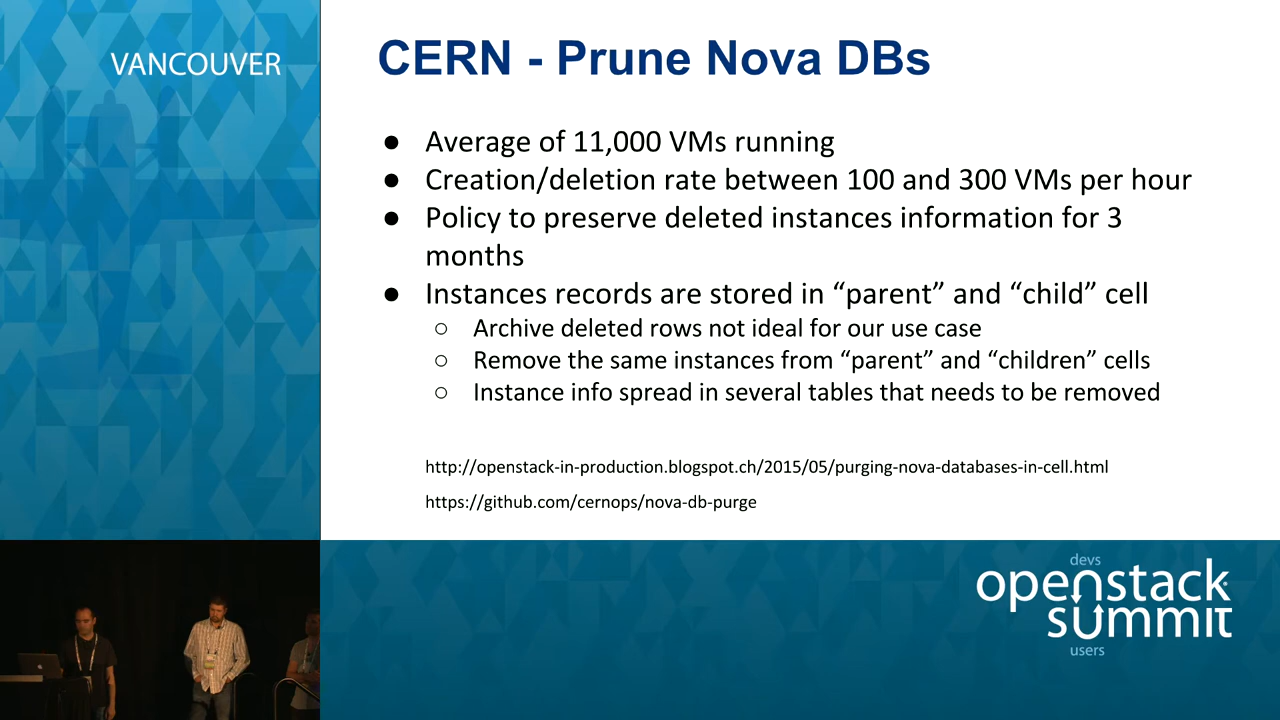 VANCOUVER
CERN - Prune Nova DBs
● Average of 11,000 VMs running
● Creation/deletion rate between 100 and 300 VMs per hour
● Policy to preserve deleted instances information for 3
months
● Instances records are stored in “parent” and “child” cell
○ Archive deleted rows not ideal for our use case
○ Remove the same instances from “parent” and “children” cells
○ Instance info spread in several tables that needs to be removed
http://openstack-in-production.blogspot.ch/2015/05/purging-nova-databases-in-cell.html
https://github.com/cernops/nova-db-purge
devs
openstack
summit
users